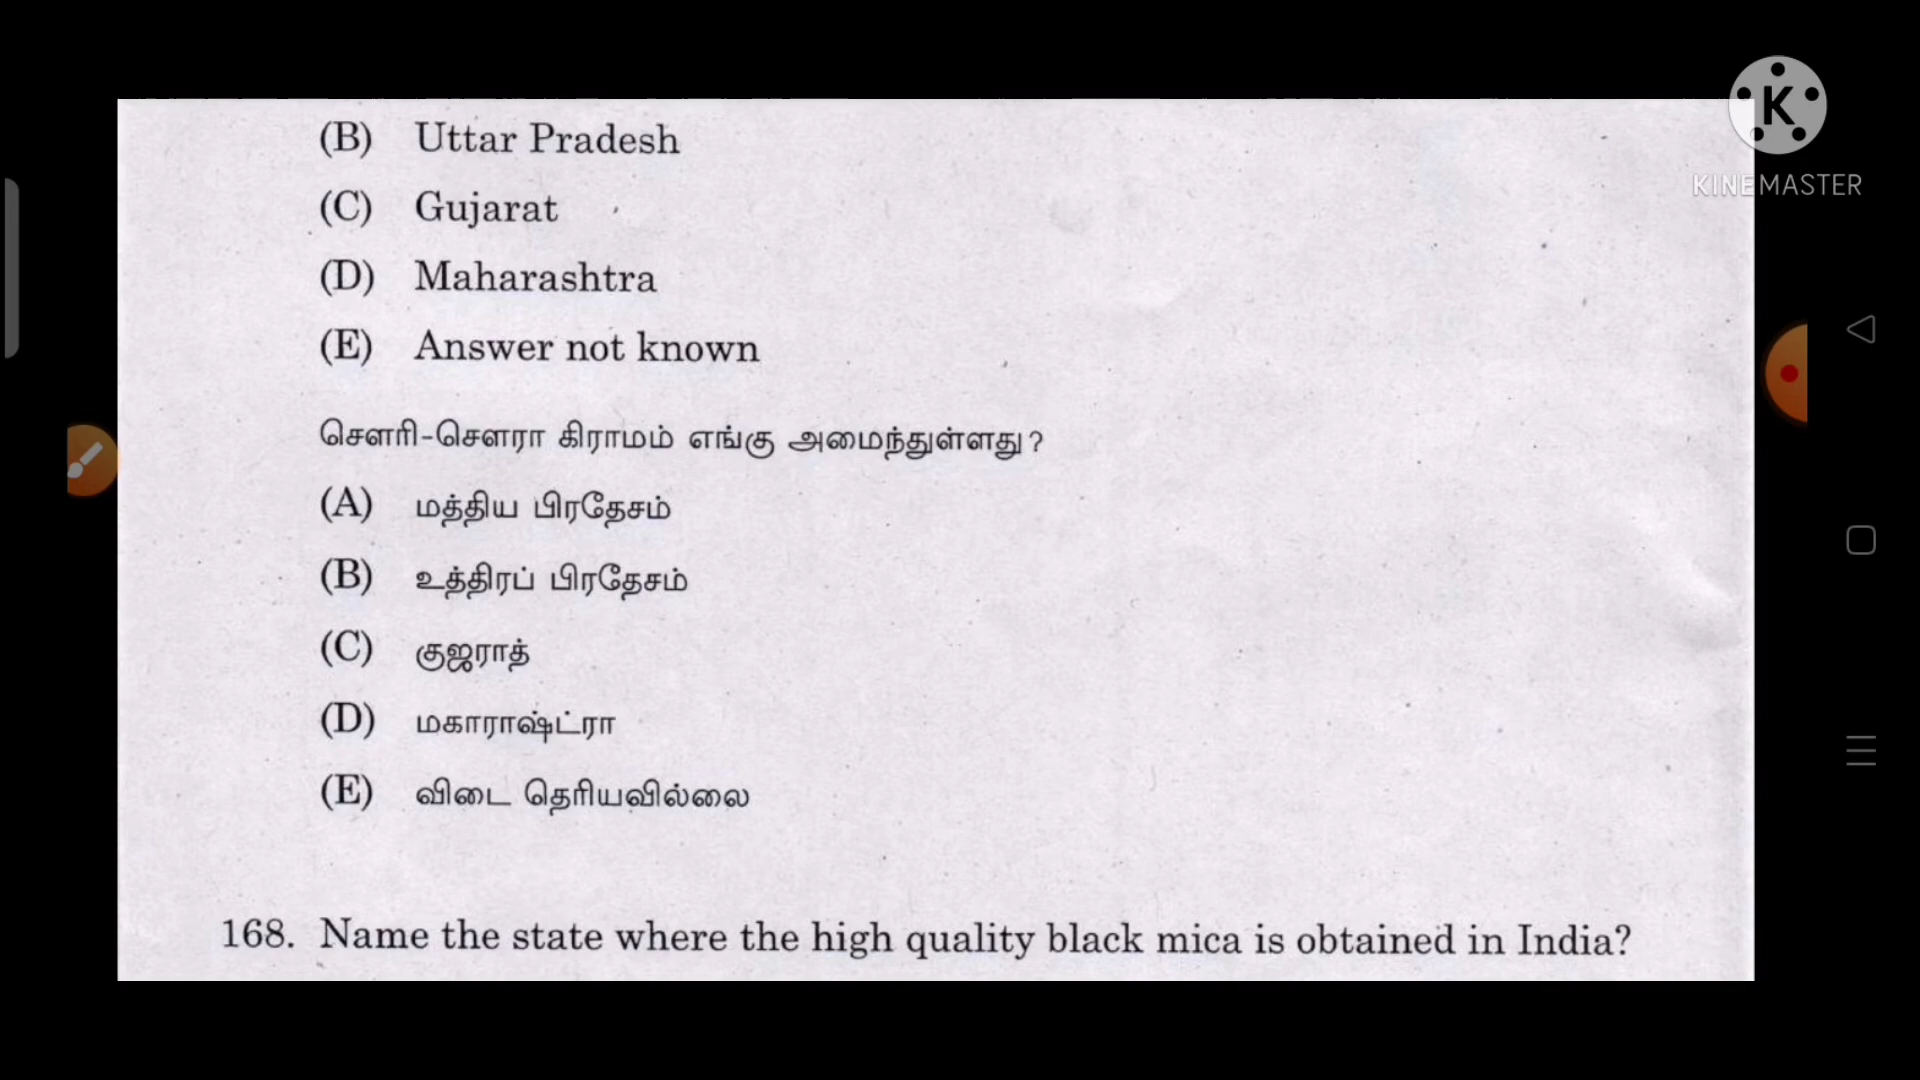 (B) Uttar Pradesh
(C) Gujarat
(D) Maharashtra
(E) Answer not known
சௌரி-சௌரா கிராமம் எங்கு அமைந்துள்ளது?
(A) மத்திய பிரதேசம்
(B) உத்திரப் பிரதேசம்
(C) குஜராத்
(D) மகாராஷ்ட்ரா
(E) விடை தெரியவில்லை
168. Name the state where the high quality black mica is obtained in India?
K
KINEMASTER